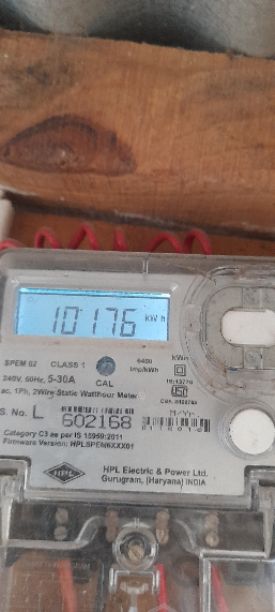 10176 kWh
SPEM 02 CLASS 1 6400 imp/kWh
240V, 50Hz, 5-30A CAL
ac, 1Ph, 2Wire Static Watthour Meter
S. No. L 602168
Category C3 as per IS 15959:2011
Firmware Version: HPLSPEN6XXX01
HPL
HPL Electric & Power Ltd.
Gurugram, (Haryana) INDIA